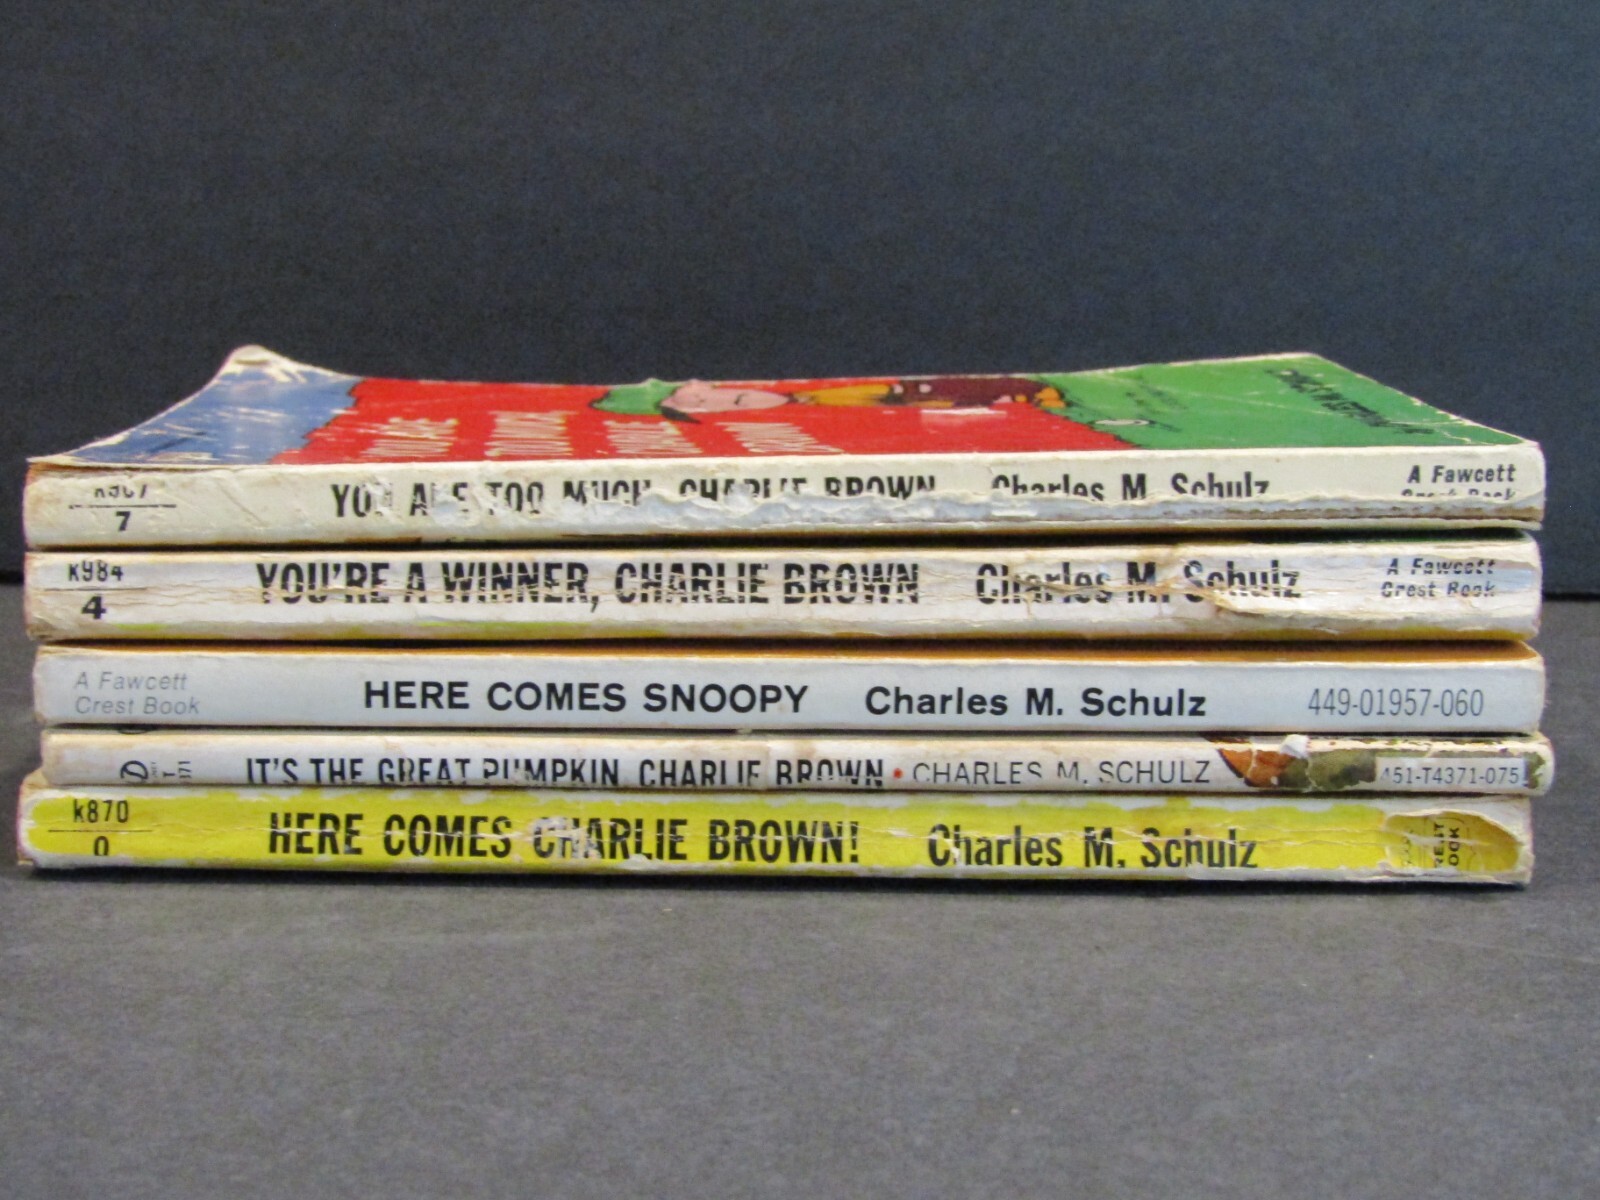 YOU ARE TOO MUCH, CHARLIE BROWN Charles M. Schulz A Fawcett Crest Book
7
K984 YOU'RE A WINNER, CHARLIE BROWN Charles M. Schulz A Fawcett Crest Book
4
A Fawcett Crest Book HERE COMES SNOOPY Charles M. Schulz 449-01957-060
IT'S THE GREAT PUMPKIN CHARLIE BROWN • CHARLES M. SCHULZ 451-T4371-075
K870 HERE COMES CHARLIE BROWN! Charles M. Schulz
0